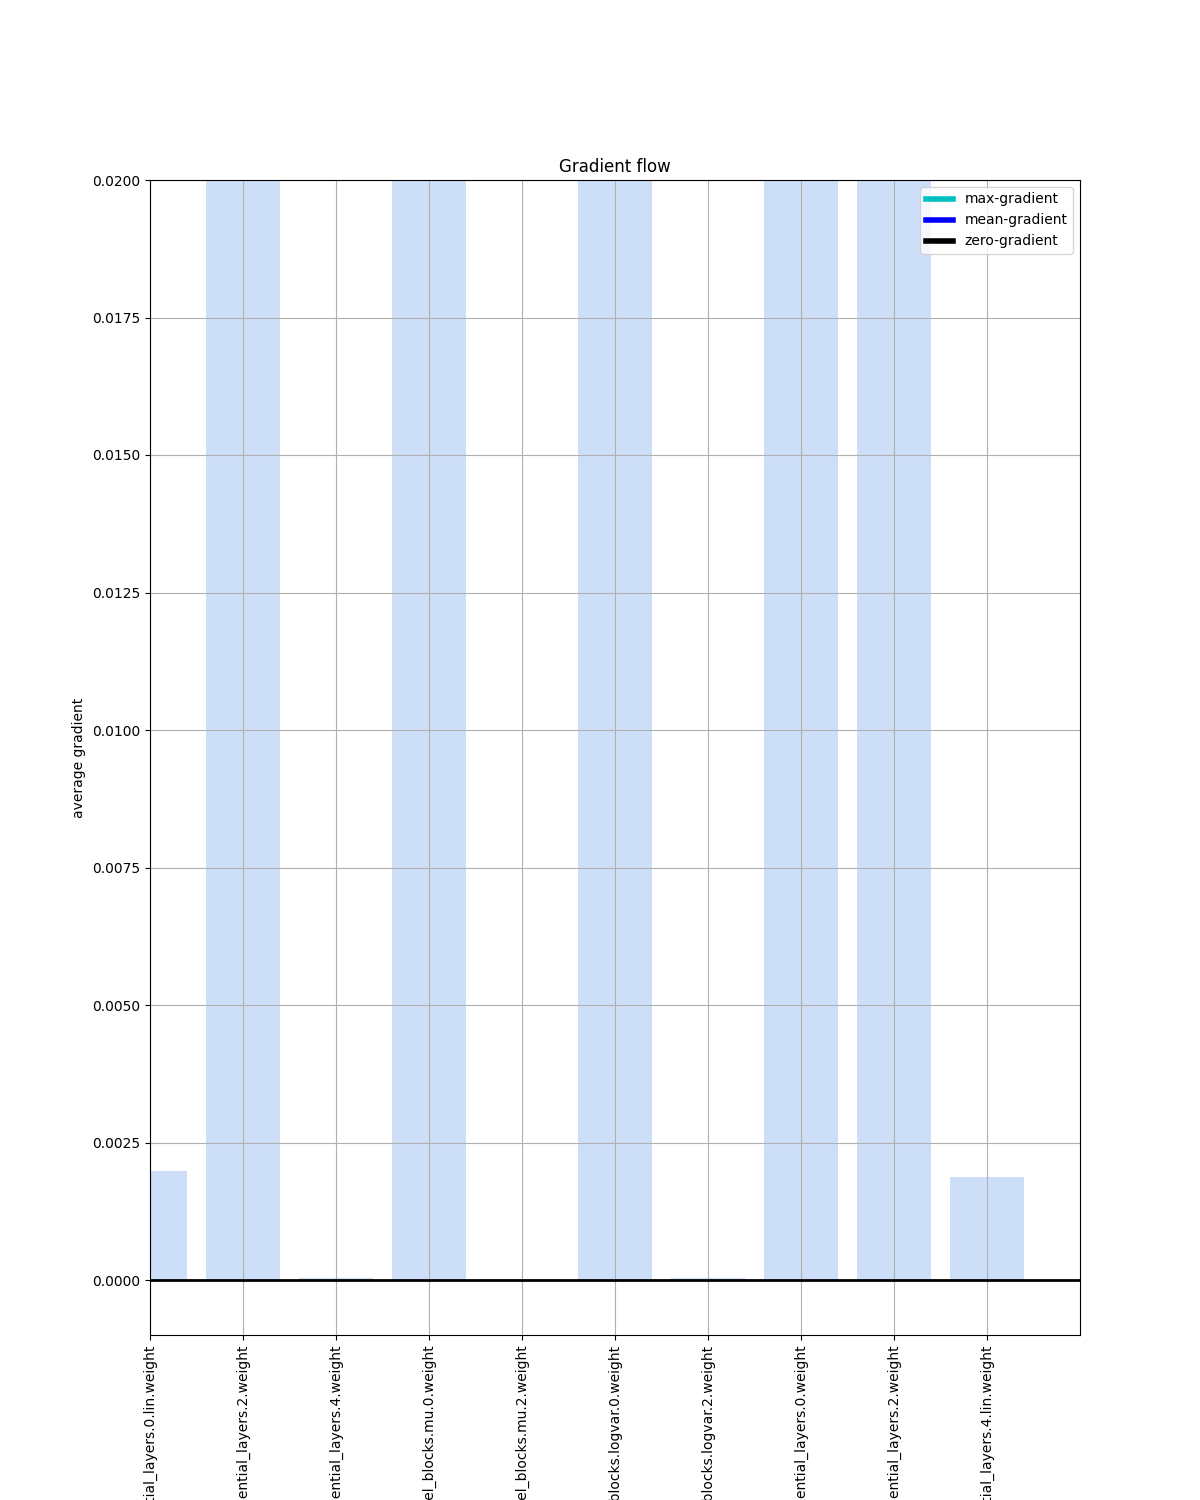 Gradient flow
max-gradient
mean-gradient
zero-gradient
0.0200
0.0175
0.0150
0.0125
0.0100
0.0075
0.0050
0.0025
0.0000
average gradient
tial_layers.0.lin.weight
ential_layers.2.weight
ential_layers.4.weight
el_blocks.mu.0.weight
el_blocks.mu.2.weight
blocks.logvar.0.weight
blocks.logvar.2.weight
ential_layers.0.weight
ential_layers.2.weight
tial_layers.4.lin.weight